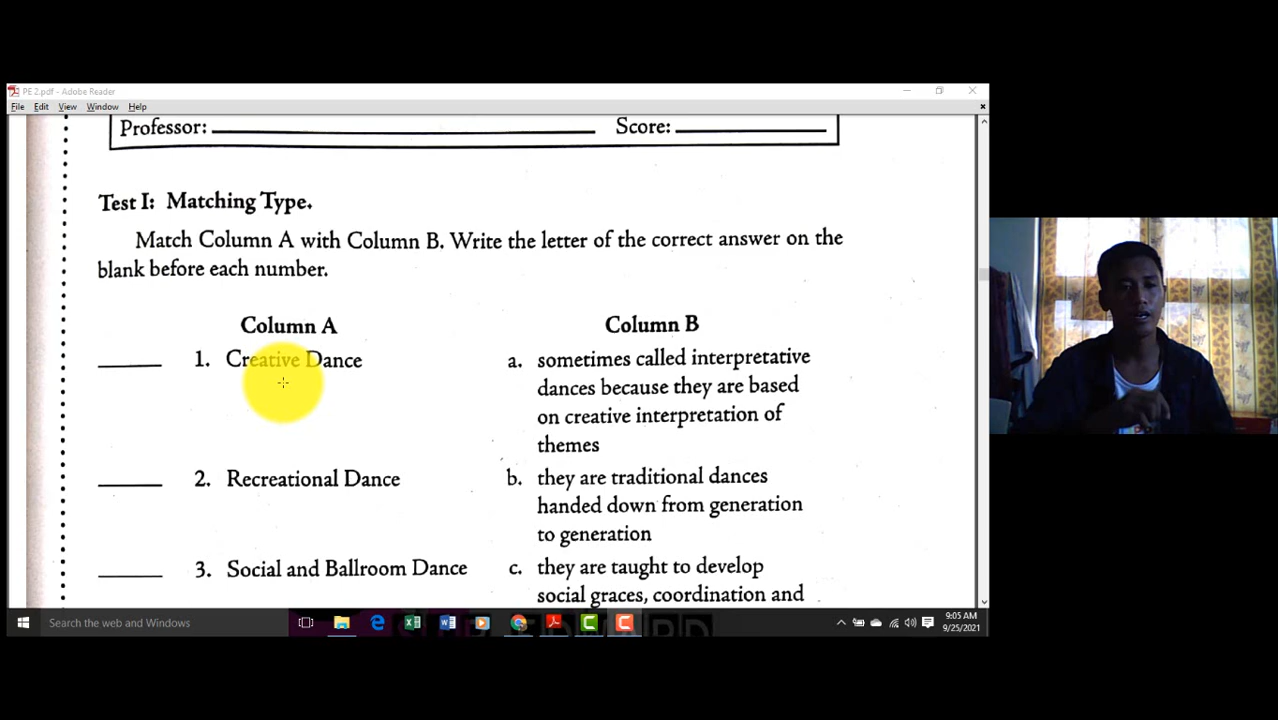 PE 2.pdf - Adobe Reader
File Edit View Window Help
Professor: Score:
Test I: Matching Type.
Match Column A with Column B. Write the letter of the correct answer on the
blank before each number.
Column A
Column B
1. Creative Dance
a. sometimes called interpretative
dances because they are based
on creative interpretation of
themes
2. Recreational Dance
b. they are traditional dances
handed down from generation
to generation
3. Social and Ballroom Dance
c. they are taught to develop
social graces, coordination and
Search the web and Windows
9:05 AM
9/25/2021